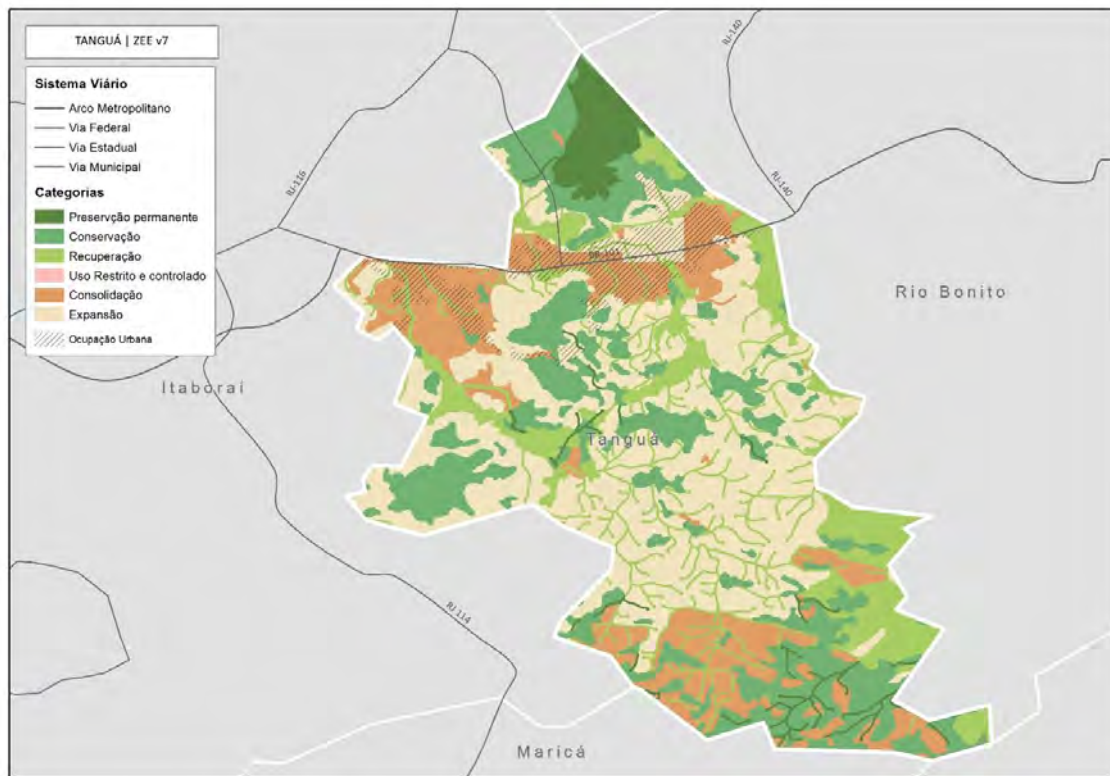 TANGUÁ | ZEE v7
Sistema Viário
Arco Metropolitano
Via Federal
Via Estadual
Via Municipal
Categorias
Preservção permanente
Conservação
Recuperação
Uso Restrito e controlado
Consolidação
Expansão
Ocupação Urbana
RJ-140
RJ-116
RJ-140
BR-101
Rio Bonito
Itaboraí
Tanguá
RJ 114
Maricá